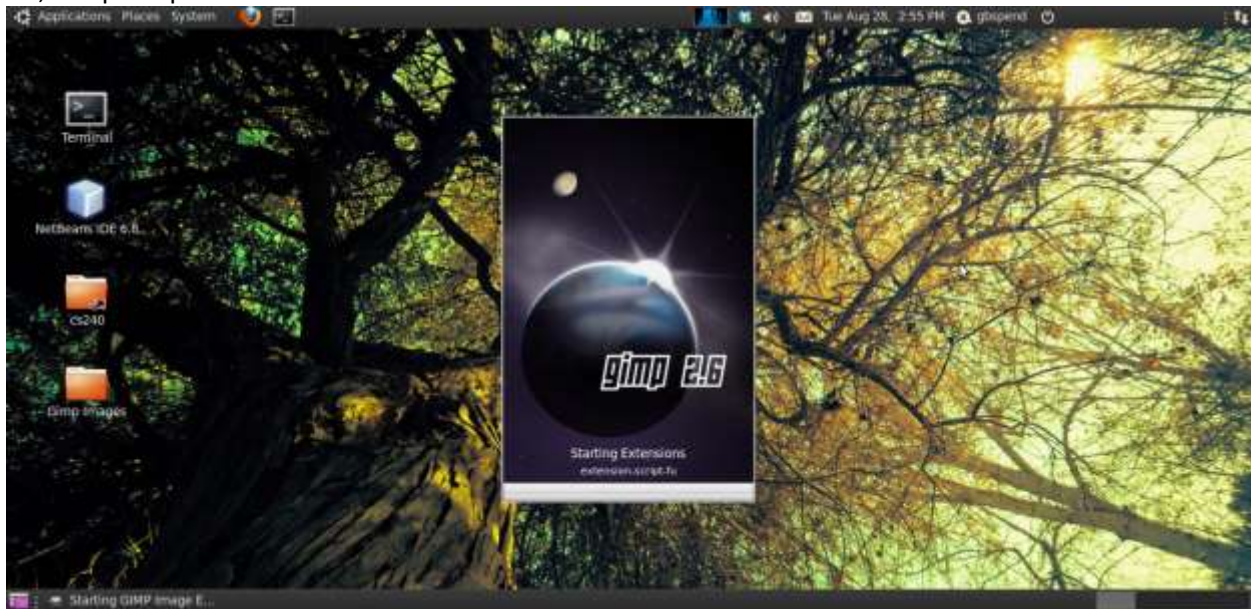 Applications Places System
Tue Aug 28, 2:55 PM gbspend
Terminal
NetBeans IDE 6.8...
cs240
Gimp Images
gimp 2.6
Starting Extensions
extension-script-fu
Starting GIMP Image E...